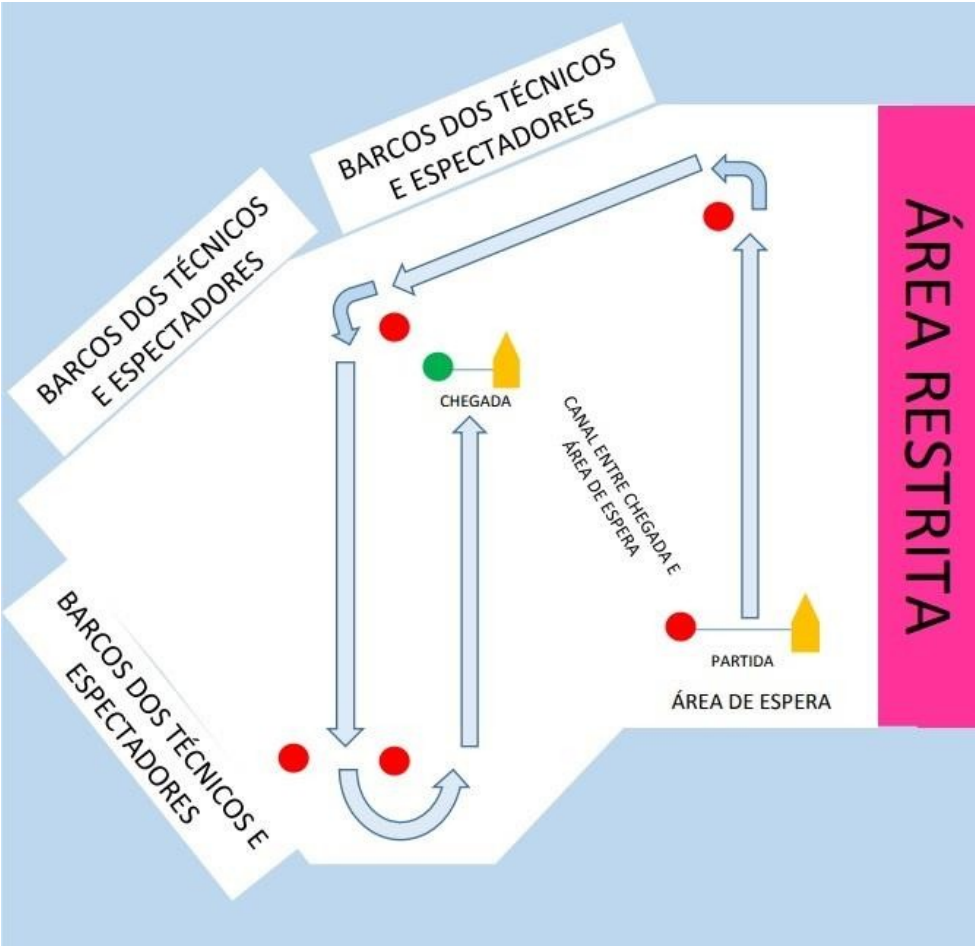 BARCOS DOS TÉCNICOS
E ESPECTADORES
BARCOS DOS TÉCNICOS
E ESPECTADORES
ÁREA RESTRITA
CHEGADA
CANAL ENTRE CHEGADA E
ÁREA DE ESPERA
BARCOS DOS TÉCNICOS E
ESPECTADORES
PARTIDA
ÁREA DE ESPERA